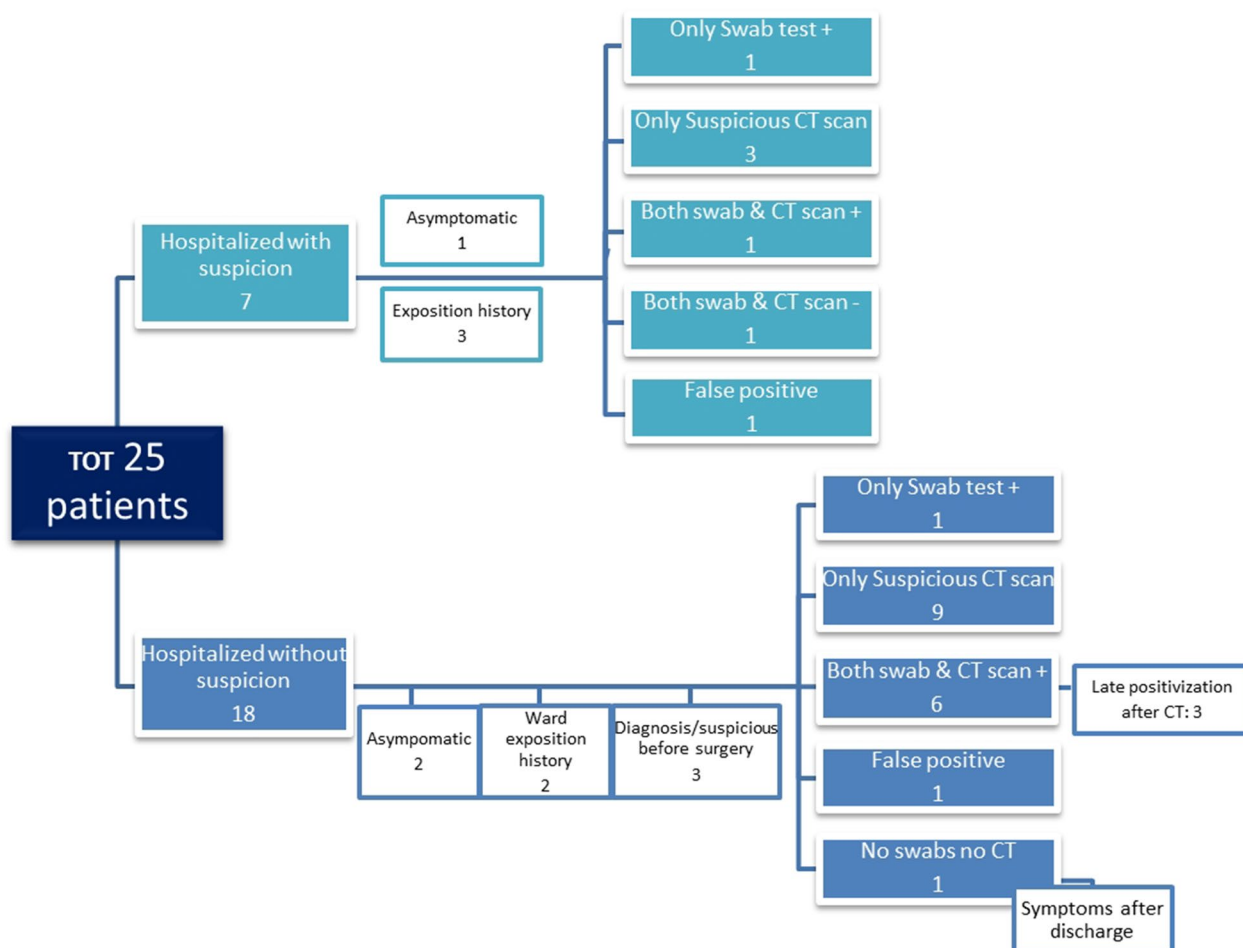 TOT 25
patients
Hospitalized with
suspicion
7
Asymptomatic
1
Exposition history
3
Only Swab test +
1
Only Suspicious CT scan
3
Both swab & CT scan +
1
Both swab & CT scan -
1
False positive
1
Hospitalized without
suspicion
18
Asympomatic
2
Ward
exposition
history
2
Diagnosis/suspicious
before surgery
3
Only Swab test +
1
Only Suspicious CT scan
9
Both swab & CT scan +
6
Late positivization
after CT: 3
False positive
1
No swabs no CT
1
Symptoms after
discharge